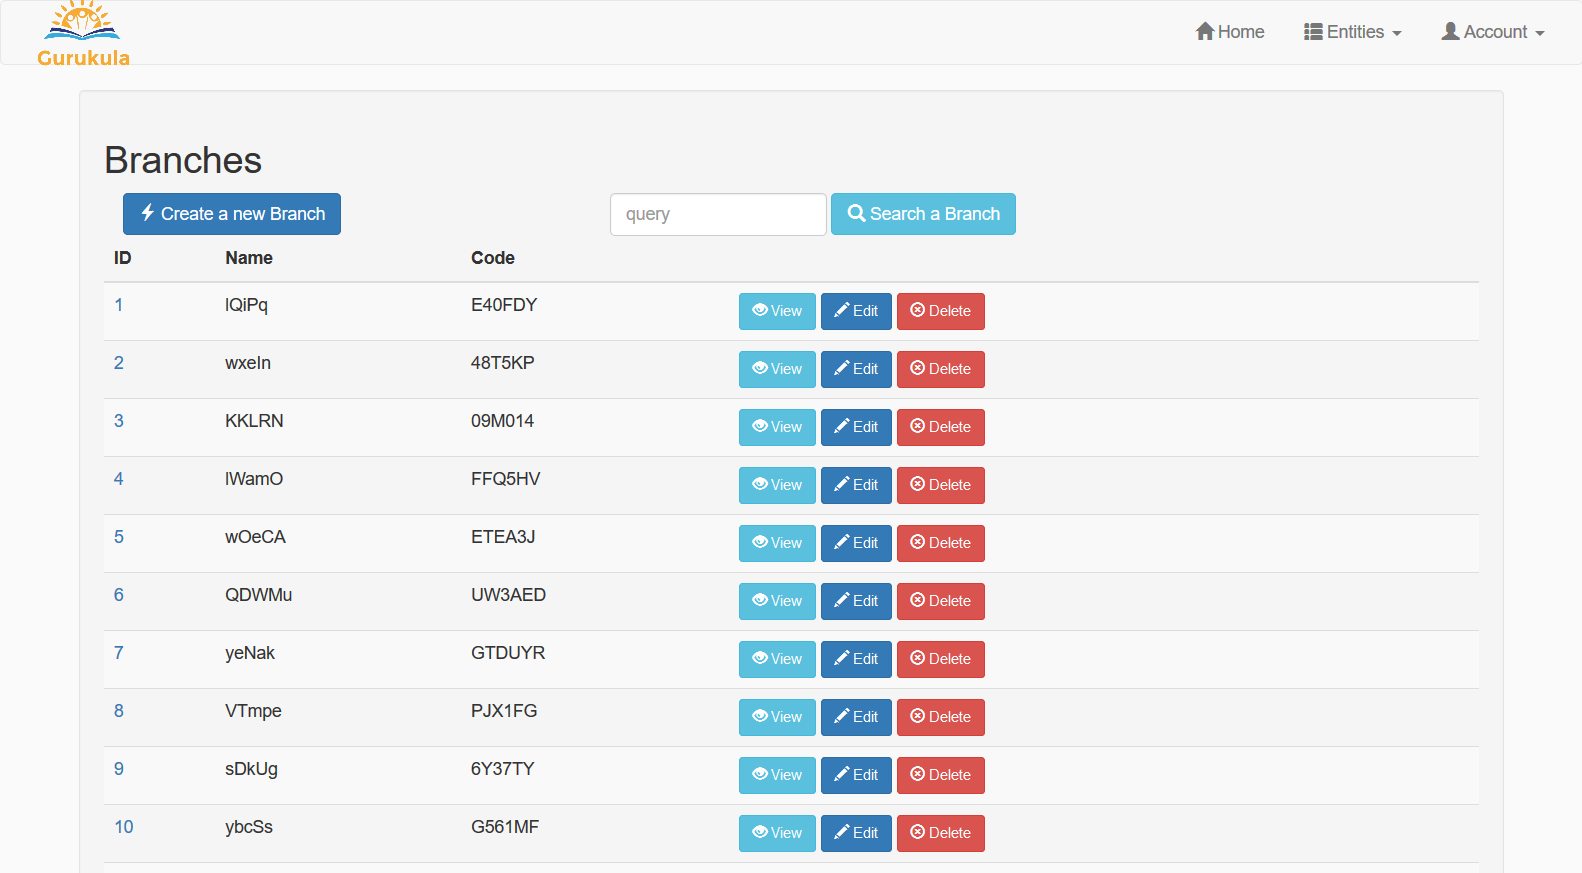 Gurukula
Home Entities Account
Branches
Create a new Branch query Search a Branch
ID Name Code
1 lQiPq E40FDY View Edit Delete
2 wxeIn 48T5KP View Edit Delete
3 KKLRN 09M014 View Edit Delete
4 lWamO FFQ5HV View Edit Delete
5 wOeCA ETEA3J View Edit Delete
6 QDWMu UW3AED View Edit Delete
7 yeNak GTDUYR View Edit Delete
8 VTmpe PJX1FG View Edit Delete
9 sDkUg 6Y37TY View Edit Delete
10 ybcSs G561MF View Edit Delete